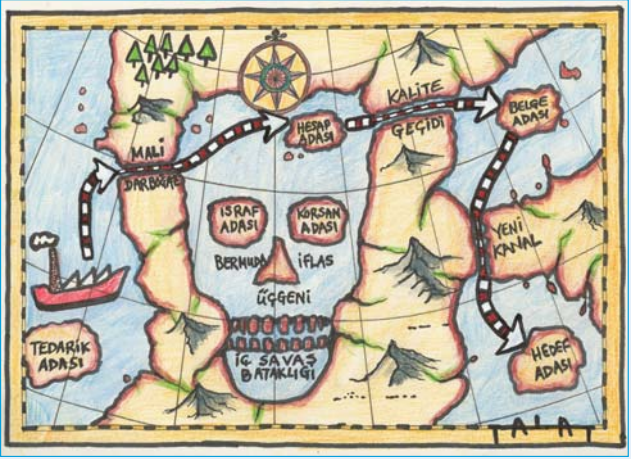 MALİ
DARBOĞAZ
HESAP
ADASI
KALİTE
GEÇİDİ
BELGE
ADASI
İSRAF
ADASI
KORSAN
ADASI
BERMUDA İFLAS
ÜÇGENİ
YENİ
KANAL
TEDARİK
ADASI
İÇ SAVAŞ
BATAKLIĞI
HEDEF
ADASI
TALAT